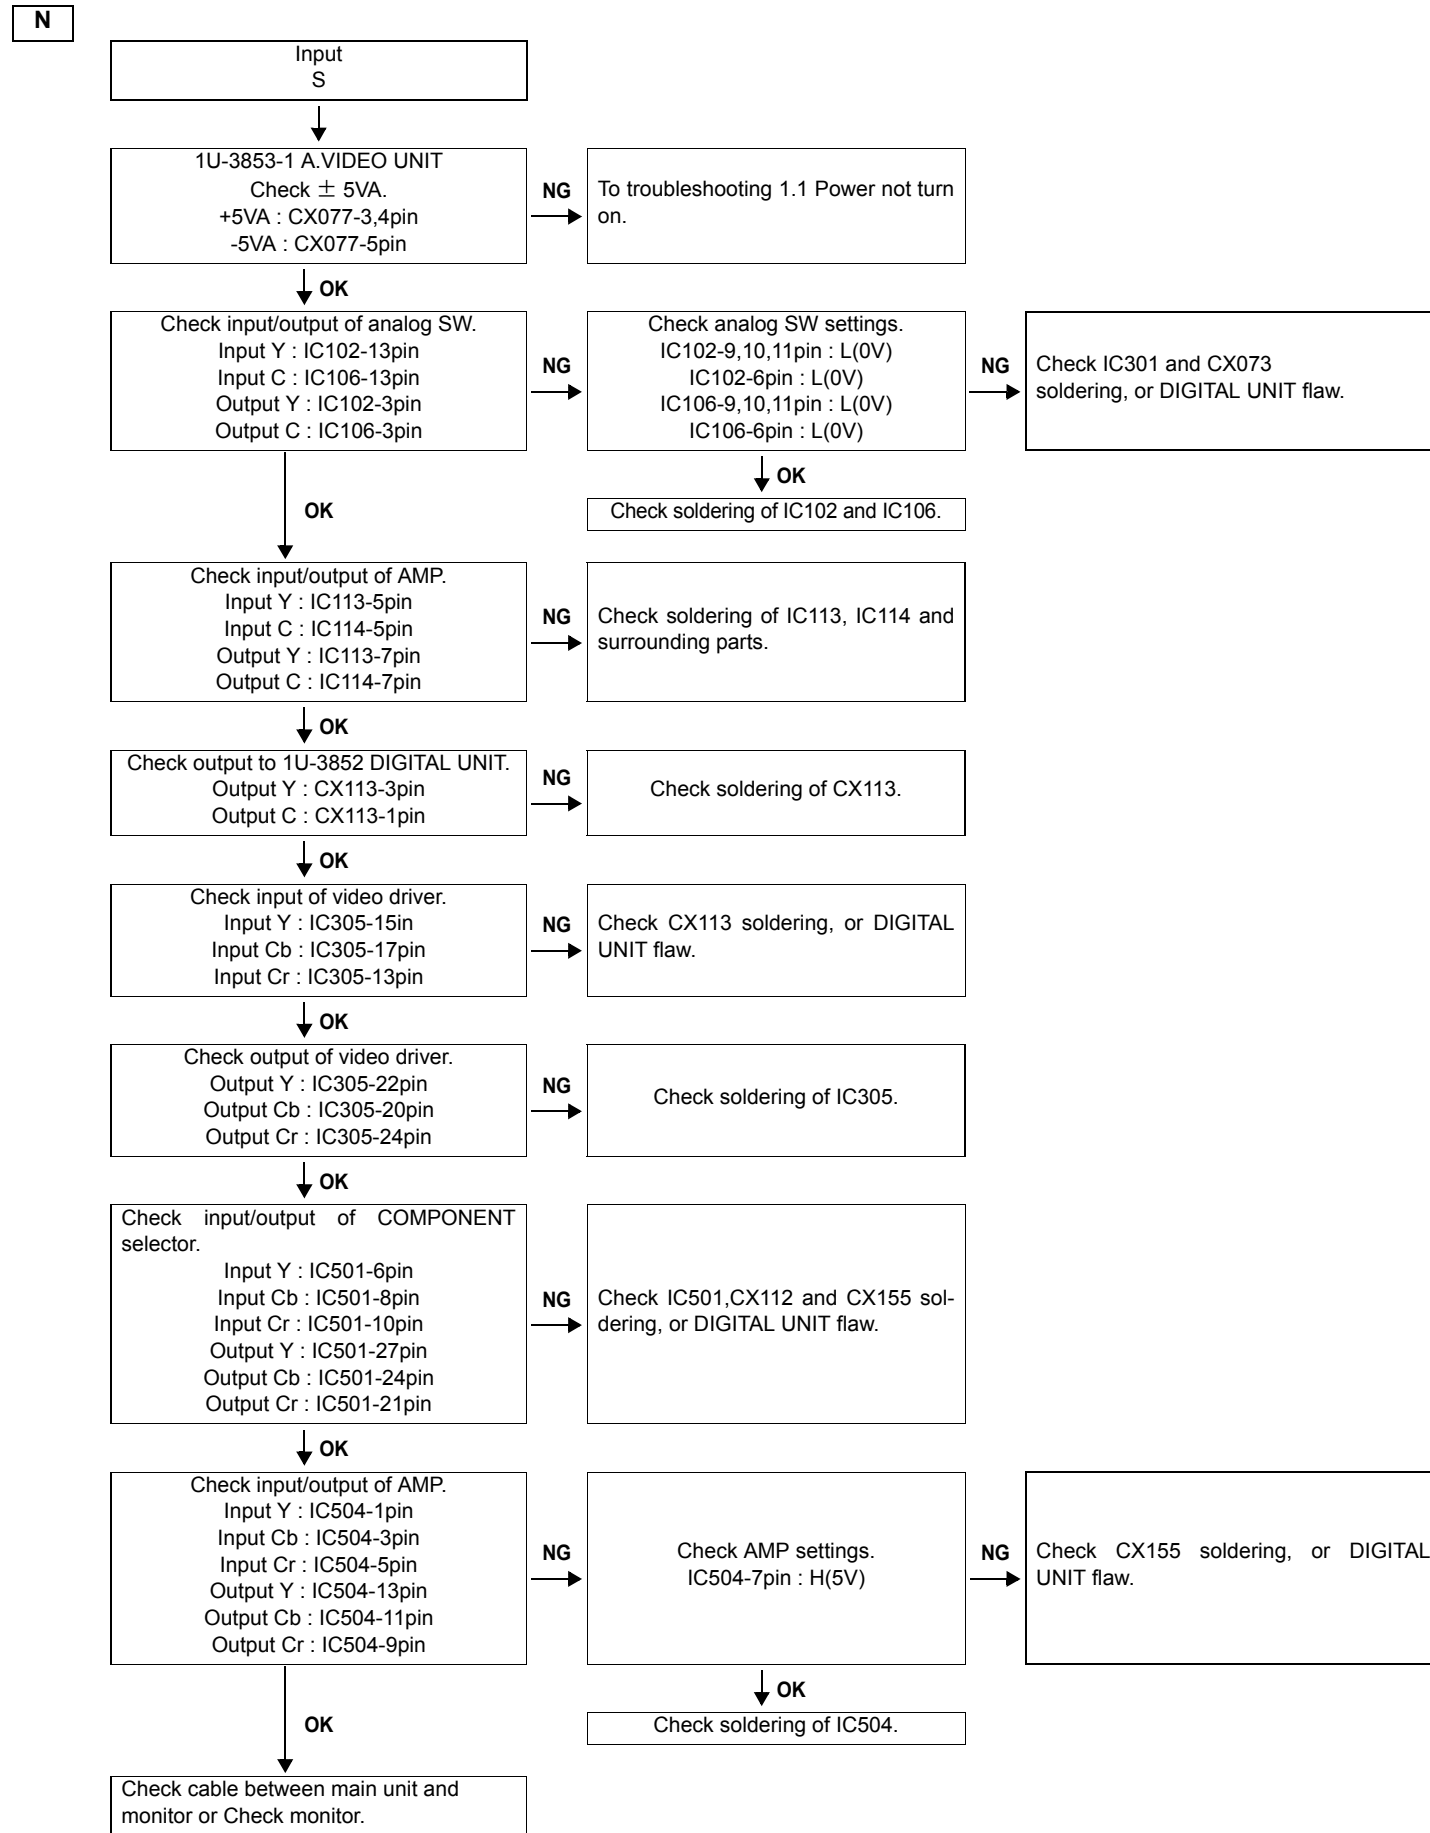 N
Input
S
1U-3853-1 A.VIDEO UNIT
Check ± 5VA.
+5VA : CX077-3,4pin
-5VA : CX077-5pin
NG
To troubleshooting 1.1 Power not turn
on.
OK
Check input/output of analog SW.
Input Y : IC102-13pin
Input C : IC106-13pin
Output Y : IC102-3pin
Output C : IC106-3pin
NG
Check analog SW settings.
IC102-9,10,11pin : L(0V)
IC102-6pin : L(0V)
IC106-9,10,11pin : L(0V)
IC106-6pin : L(0V)
NG
Check IC301 and CX073
soldering, or DIGITAL UNIT flaw.
OK
Check soldering of IC102 and IC106.
OK
Check input/output of AMP.
Input Y : IC113-5pin
Input C : IC114-5pin
Output Y : IC113-7pin
Output C : IC114-7pin
NG
Check soldering of IC113, IC114 and
surrounding parts.
OK
Check output to 1U-3852 DIGITAL UNIT.
Output Y : CX113-3pin
Output C : CX113-1pin
NG
Check soldering of CX113.
OK
Check input of video driver.
Input Y : IC305-15in
Input Cb : IC305-17pin
Input Cr : IC305-13pin
NG
Check CX113 soldering, or DIGITAL
UNIT flaw.
OK
Check output of video driver.
Output Y : IC305-22pin
Output Cb : IC305-20pin
Output Cr : IC305-24pin
NG
Check soldering of IC305.
OK
Check input/output of COMPONENT
selector.
Input Y : IC501-6pin
Input Cb : IC501-8pin
Input Cr : IC501-10pin
Output Y : IC501-27pin
Output Cb : IC501-24pin
Output Cr : IC501-21pin
NG
Check IC501,CX112 and CX155 sol-
dering, or DIGITAL UNIT flaw.
OK
Check input/output of AMP.
Input Y : IC504-1pin
Input Cb : IC504-3pin
Input Cr : IC504-5pin
Output Y : IC504-13pin
Output Cb : IC504-11pin
Output Cr : IC504-9pin
NG
Check AMP settings.
IC504-7pin : H(5V)
NG
Check CX155 soldering, or DIGITAL
UNIT flaw.
OK
Check soldering of IC504.
OK
Check cable between main unit and
monitor or Check monitor.